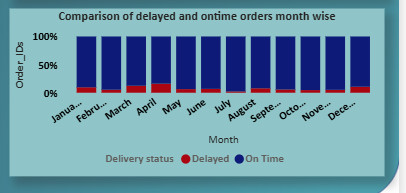 Comparison of delayed and ontime orders month wise
100%
50%
0%
Order_IDs
Janua...
Febru...
March
April
May
June
July
August
Septe...
Octo...
Nove...
Dece...
Month
Delivery status Delayed On Time